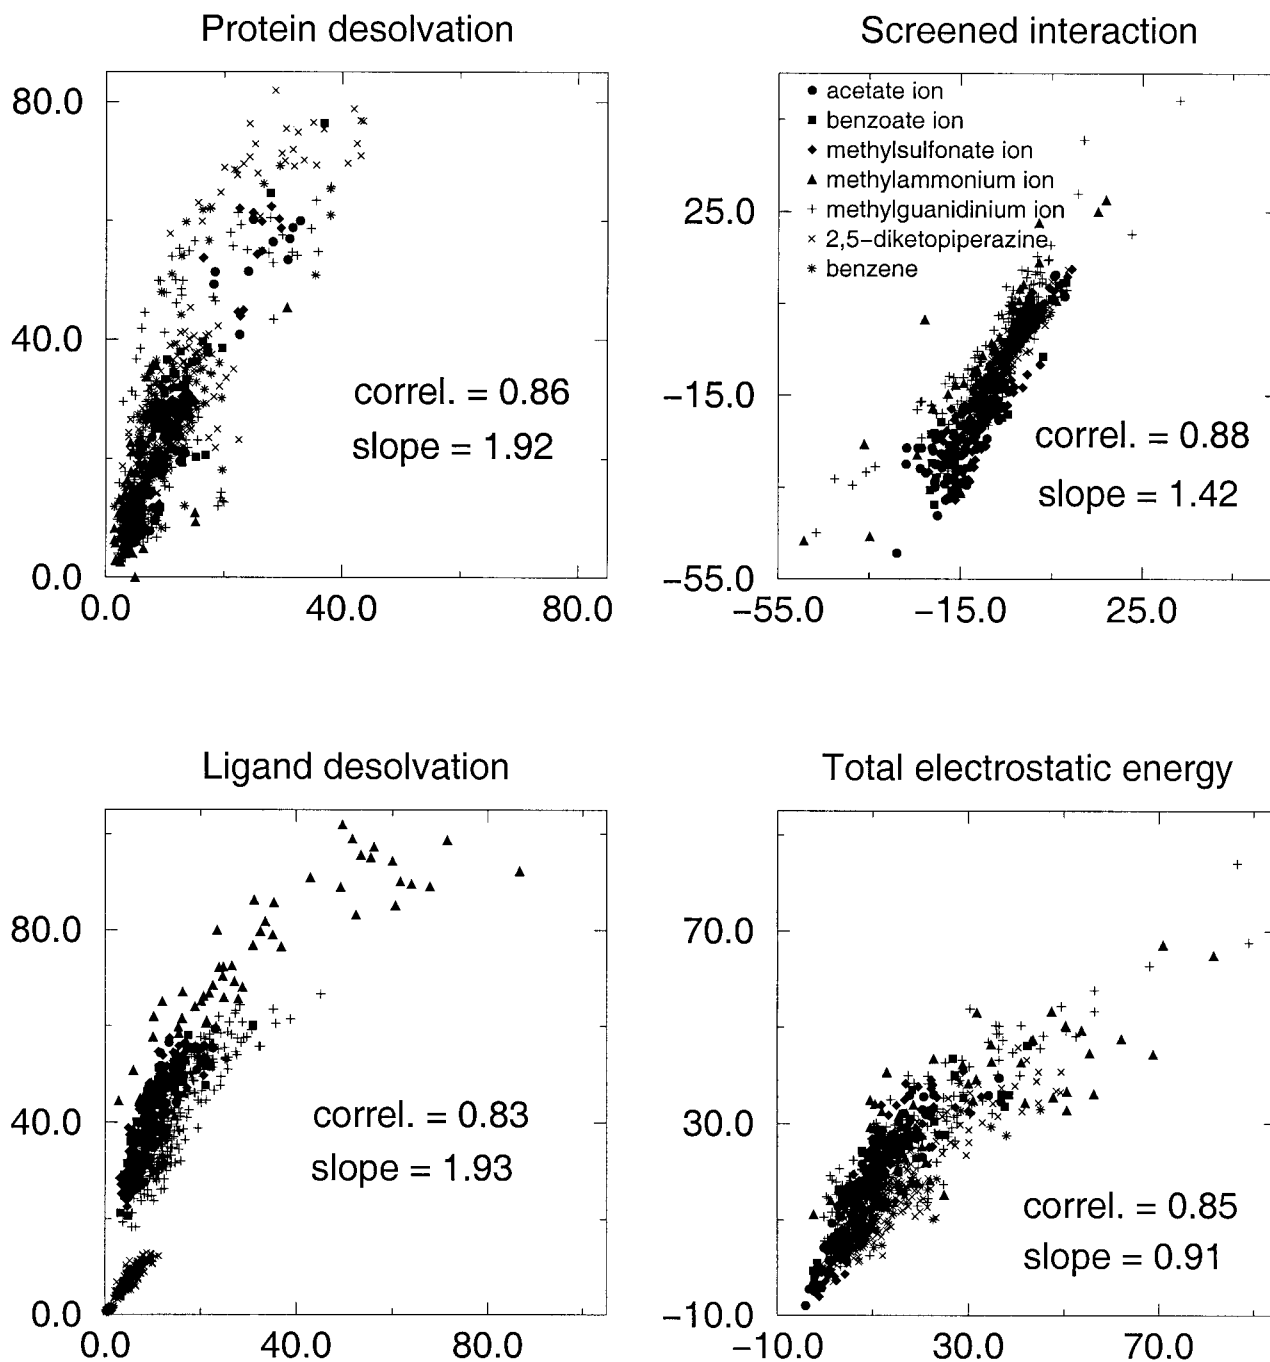 Protein desolvation
80.0
40.0
0.0
0.0 40.0 80.0
correl. = 0.86
slope = 1.92
Screened interaction
acetate ion
benzoate ion
methylsulfonate ion
methylammonium ion
methylguanidinium ion
2,5-diketopiperazine
benzene
25.0
-15.0
-55.0
-55.0 -15.0 25.0
correl. = 0.88
slope = 1.42
Ligand desolvation
80.0
40.0
0.0
0.0 40.0 80.0
correl. = 0.83
slope = 1.93
Total electrostatic energy
70.0
30.0
-10.0
-10.0 30.0 70.0
correl. = 0.85
slope = 0.91